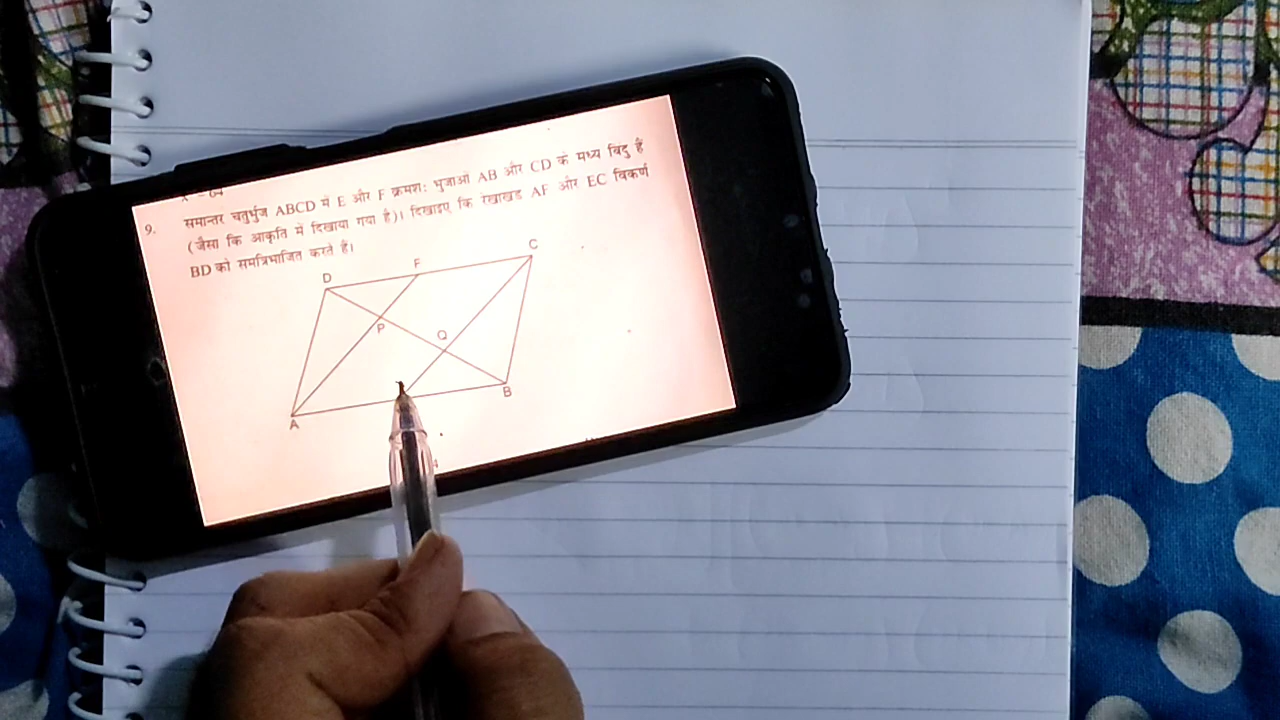 9. समान्तर चतुर्भुज ABCD में E और F क्रमशः भुजाओं AB और CD के मध्य बिंदु हैं
(जैसा कि आकृति में दिखाया गया है)। दिखाइए कि रेखाखंड AF और EC विकर्ण
BD को समत्रिभाजित करते हैं।
D F C
P Q
A B